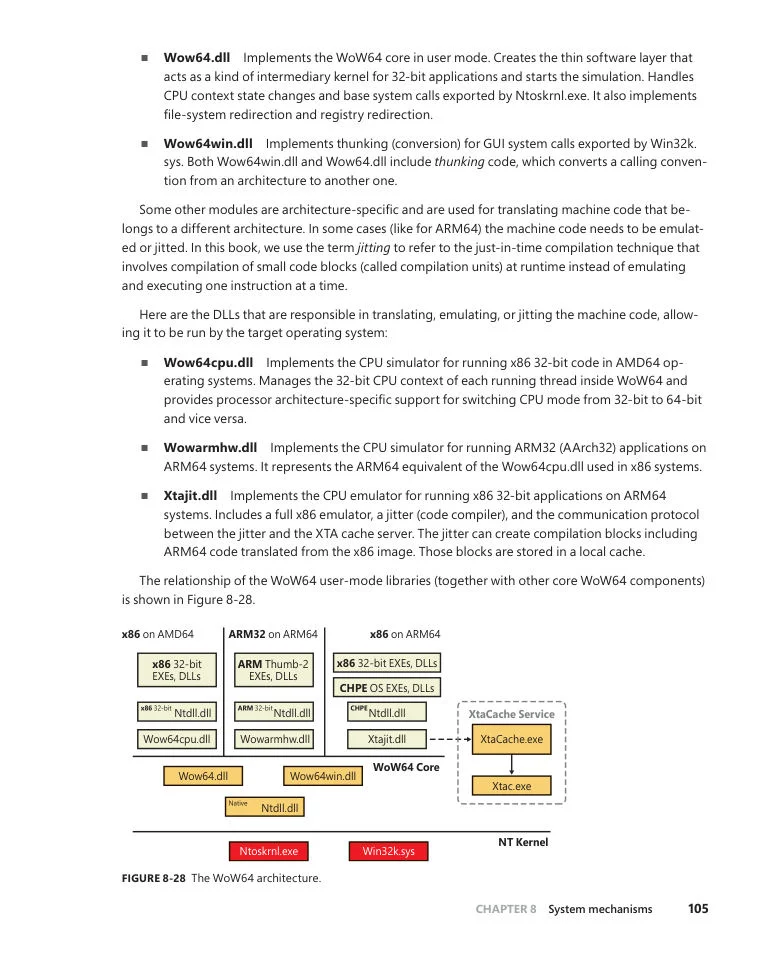 ■ Wow64.dll Implements the WoW64 core in user mode. Creates the thin software layer that
acts as a kind of intermediary kernel for 32-bit applications and starts the simulation. Handles
CPU context state changes and base system calls exported by Ntoskrnl.exe. It also implements
file-system redirection and registry redirection.
■ Wow64win.dll Implements thunking (conversion) for GUI system calls exported by Win32k.
sys. Both Wow64win.dll and Wow64.dll include thunking code, which converts a calling conven-
tion from an architecture to another one.
Some other modules are architecture-specific and are used for translating machine code that be-
longs to a different architecture. In some cases (like for ARM64) the machine code needs to be emulat-
ed or jitted. In this book, we use the term jitting to refer to the just-in-time compilation technique that
involves compilation of small code blocks (called compilation units) at runtime instead of emulating
and executing one instruction at a time.
Here are the DLLs that are responsible in translating, emulating, or jitting the machine code, allow-
ing it to be run by the target operating system:
■ Wow64cpu.dll Implements the CPU simulator for running x86 32-bit code in AMD64 op-
erating systems. Manages the 32-bit CPU context of each running thread inside WoW64 and
provides processor architecture-specific support for switching CPU mode from 32-bit to 64-bit
and vice versa.
■ Wowarmhw.dll Implements the CPU simulator for running ARM32 (AArch32) applications on
ARM64 systems. It represents the ARM64 equivalent of the Wow64cpu.dll used in x86 systems.
■ Xtajit.dll Implements the CPU emulator for running x86 32-bit applications on ARM64
systems. Includes a full x86 emulator, a jitter (code compiler), and the communication protocol
between the jitter and the XTA cache server. The jitter can create compilation blocks including
ARM64 code translated from the x86 image. Those blocks are stored in a local cache.
The relationship of the WoW64 user-mode libraries (together with other core WoW64 components)
is shown in Figure 8-28.
x86 on AMD64 ARM32 on ARM64 x86 on ARM64
x86 32-bit
EXEs, DLLs
ARM Thumb-2
EXEs, DLLs
x86 32-bit EXEs, DLLs
CHPE OS EXEs, DLLs
x86 32-bit Ntdll.dll ARM 32-bit Ntdll.dll CHPE Ntdll.dll XtaCache Service
Wow64cpu.dll Wowarmhw.dll Xtajit.dll XtaCache.exe
WoW64 Core
Wow64.dll Wow64win.dll
Xtac.exe
Native Ntdll.dll
NT Kernel
Ntoskrnl.exe Win32k.sys
FIGURE 8-28 The WoW64 architecture.
CHAPTER 8 System mechanisms 105